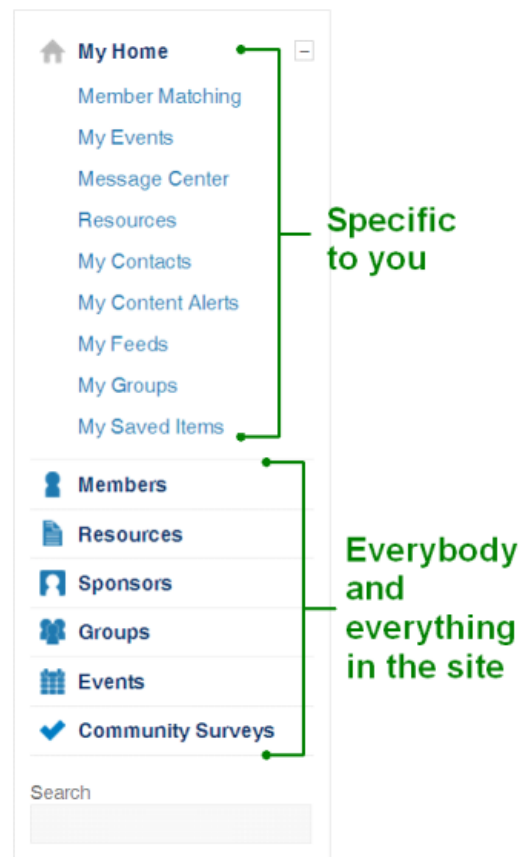 My Home
Member Matching
My Events
Message Center
Resources
My Contacts
My Content Alerts
My Feeds
My Groups
My Saved Items
Specific
to you
Members
Resources
Sponsors
Groups
Events
Community Surveys
Everybody
and
everything
in the site
Search